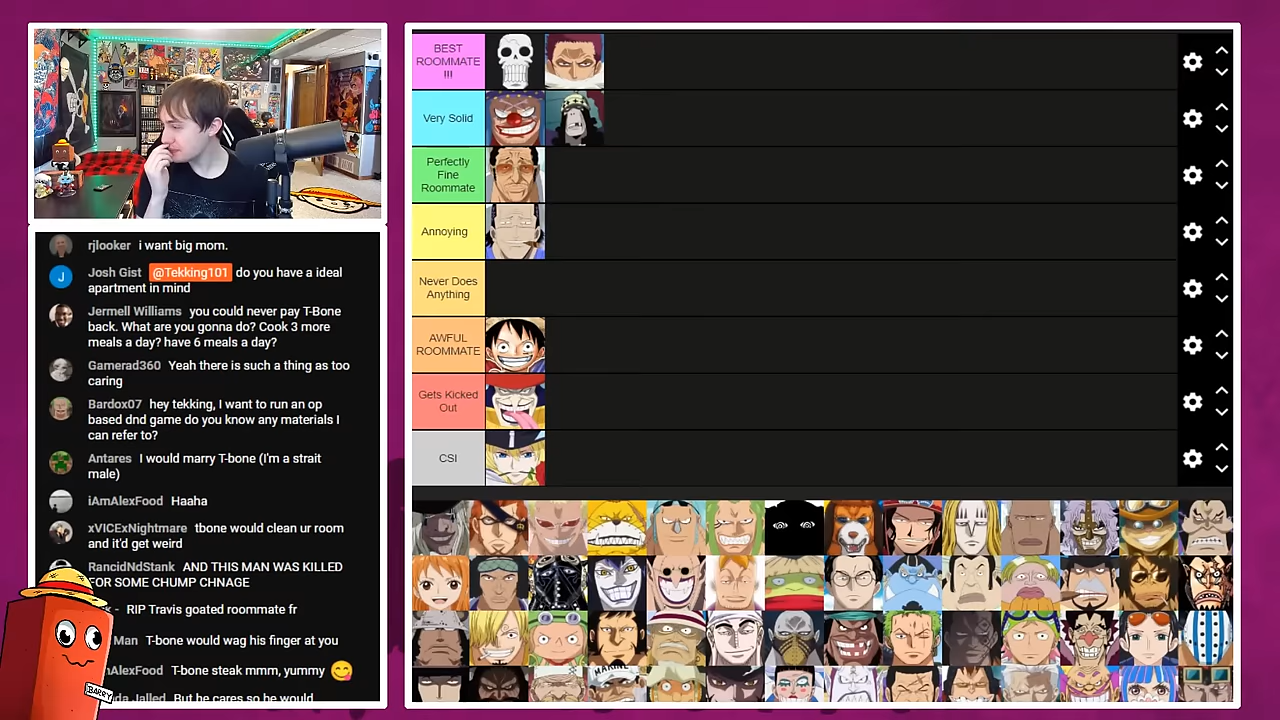 BEST
ROOMMATE
!!!
Very Solid
Perfectly
Fine
Roommate
Annoying
Never Does
Anything
AWFUL
ROOMMATE
Gets Kicked
Out
CSI
rjlooker i want big mom.
J
Josh Gist @Tekking101 do you have a ideal
apartment in mind
Jermell Williams you could never pay T-Bone
back. What are you gonna do? Cook 3 more
meals a day? have 6 meals a day?
Gamerad360 Yeah there is such a thing as too
caring
Bardox07 hey tekking, I want to run an op
based dnd game do you know any materials I
can refer to?
Antares I would marry T-bone (I'm a strait
male)
iAmAlexFood Haaha
xVICExNightmare tbone would clean ur room
and it'd get weird
RancidNdStank AND THIS MAN WAS KILLED
FOR SOME CHUMP CHNAGE
- RIP Travis goated roommate fr
Man T-bone would wag his finger at you
AlexFood T-bone steak mmm, yummy 😋
Jalled But he cares so he would
BARRY